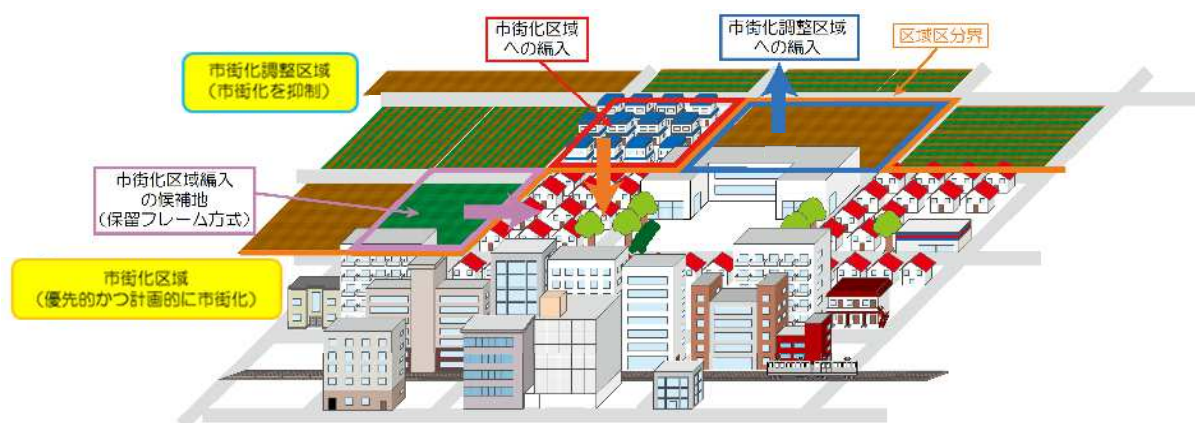 市街化区域
への編入
市街化調整区域
への編入
区域区分界
市街化調整区域
（市街化を抑制）
市街化区域編入
の候補地
（保留フレーム方式）
市街化区域
（優先的かつ計画的に市街化）